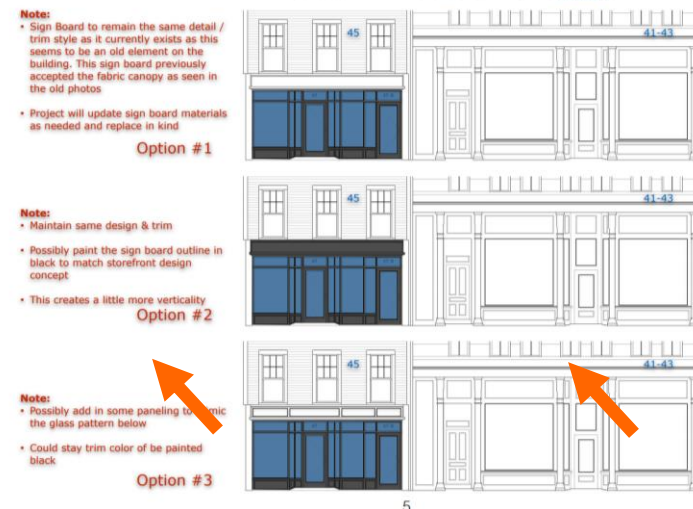 Note:
• Sign Board to remain the same detail /
trim style as it currently exists as this
seems to be an old element on the
building. This sign board previously
accepted the fabric canopy as seen in
the old photos
• Project will update sign board materials
as needed and replace in kind
Option #1
45
41-43
Note:
• Maintain same design & trim
• Possibly paint the sign board outline in
black to match storefront design
concept
• This creates a little more verticality
Option #2
45
41-43
Note:
• Possibly add in some paneling to
the glass pattern below
• Could stay trim color of be painted
black
Option #3
45
41-43
5